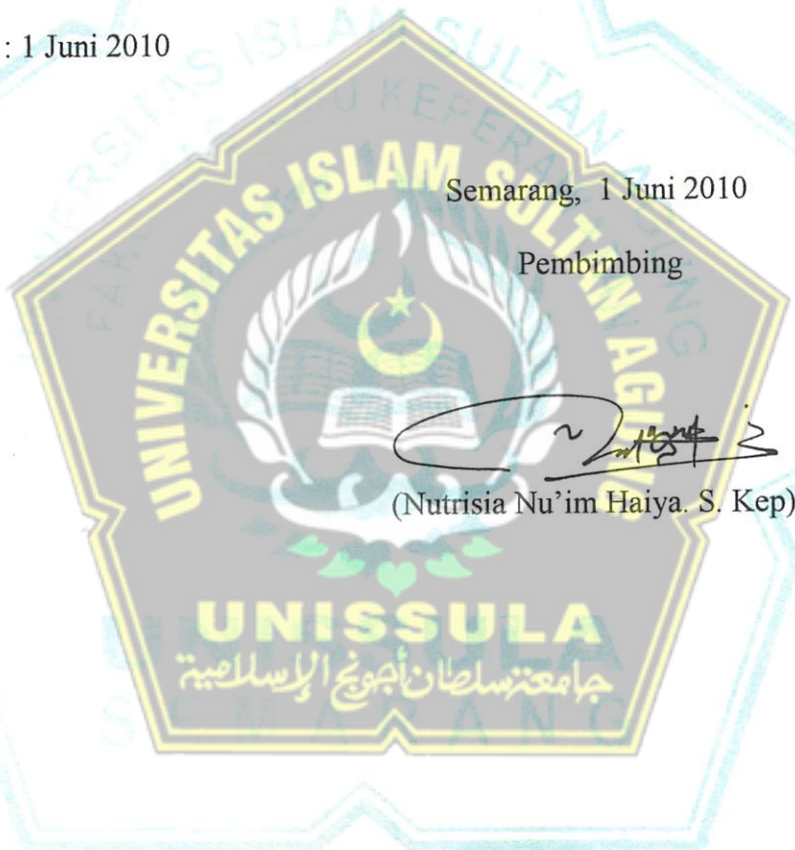 : 1 Juni 2010
Semarang, 1 Juni 2010
Pembimbing
(Nutrisia Nu’im Haiya. S. Kep)
UNIVERSITAS ISLAM SULTAN AGUNG
UNISSULA
جامعة سلطان أجونج الإسلامية
SEMARANG